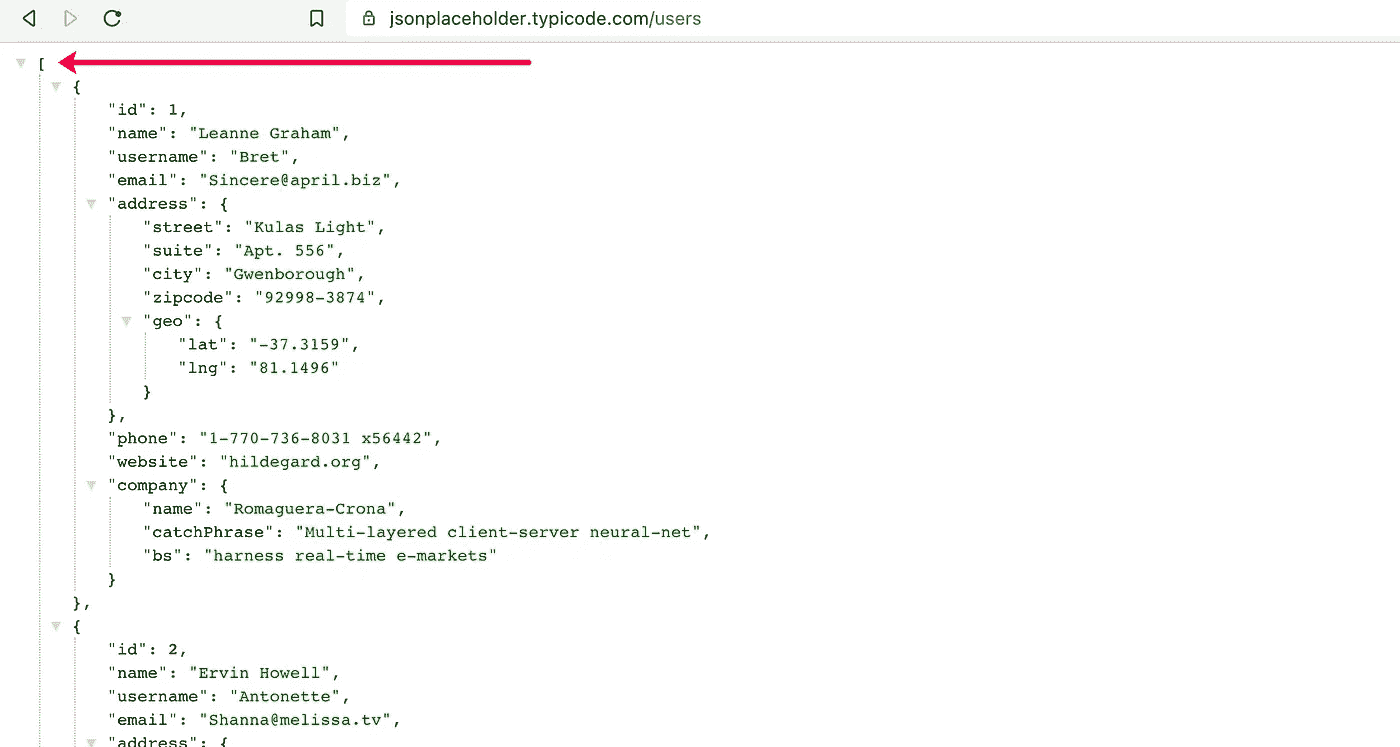 jsonplaceholder.typicode.com/users
[
{
"id": 1,
"name": "Leanne Graham",
"username": "Bret",
"email": "Sincere@april.biz",
"address": {
"street": "Kulas Light",
"suite": "Apt. 556",
"city": "Gwenborough",
"zipcode": "92998-3874",
"geo": {
"lat": "-37.3159",
"lng": "81.1496"
}
},
"phone": "1-770-736-8031 x56442",
"website": "hildegard.org",
"company": {
"name": "Romaguera-Crona",
"catchPhrase": "Multi-layered client-server neural-net",
"bs": "harness real-time e-markets"
}
},
{
"id": 2,
"name": "Ervin Howell",
"username": "Antonette",
"email": "Shanna@melissa.tv",
"address": {